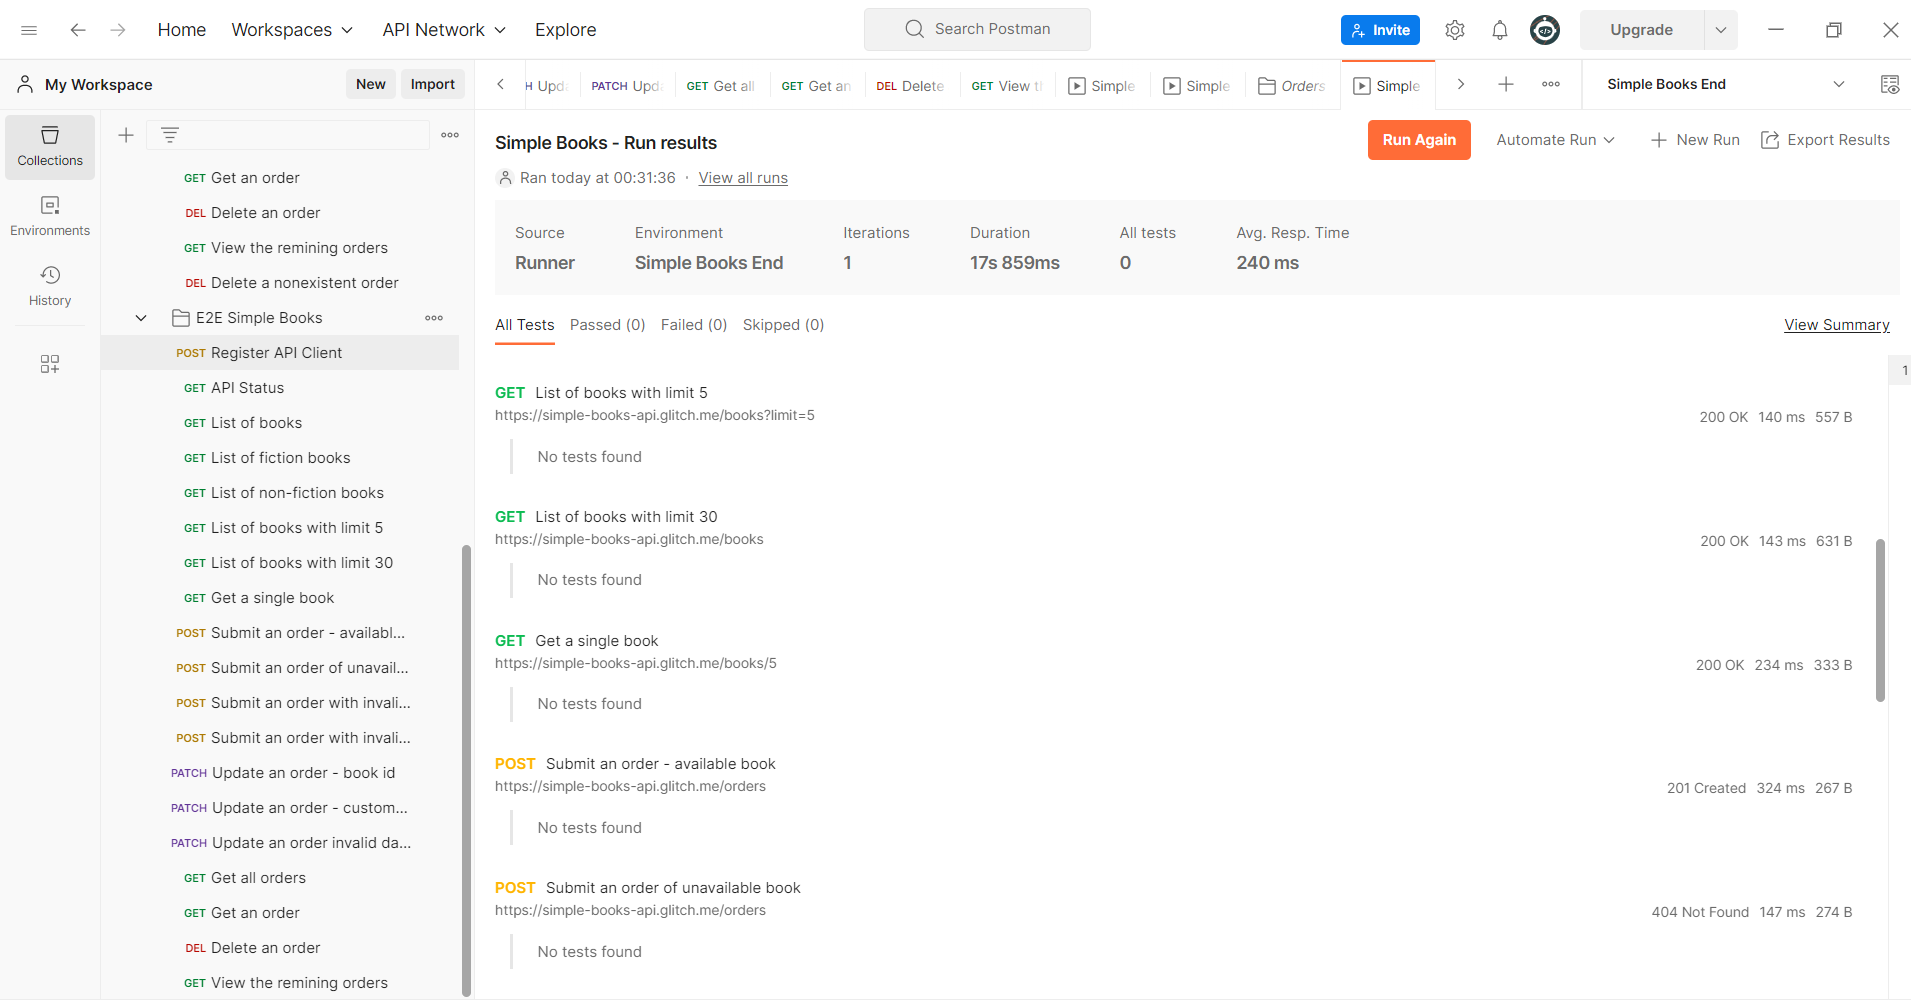 Home Workspaces API Network Explore Search Postman Invite Upgrade
My Workspace New Import
H Upda PATCH Upda GET Get all GET Get an DEL Delete GET View th Simple Simple Orders Simple Simple Books End
Collections
Environments
History
GET Get an order
DEL Delete an order
GET View the remining orders
DEL Delete a nonexistent order
E2E Simple Books
POST Register API Client
GET API Status
GET List of books
GET List of fiction books
GET List of non-fiction books
GET List of books with limit 5
GET List of books with limit 30
GET Get a single book
POST Submit an order - availabl...
POST Submit an order of unavail...
POST Submit an order with invali...
POST Submit an order with invali...
PATCH Update an order - book id
PATCH Update an order - custom...
PATCH Update an order invalid da...
GET Get all orders
GET Get an order
DEL Delete an order
GET View the remining orders
Simple Books - Run results Run Again Automate Run New Run Export Results
Ran today at 00:31:36 · View all runs
Source Environment Iterations Duration All tests Avg. Resp. Time
Runner Simple Books End 1 17s 859ms 0 240 ms
All Tests Passed (0) Failed (0) Skipped (0) View Summary
1
GET List of books with limit 5
https://simple-books-api.glitch.me/books?limit=5
200 OK 140 ms 557 B
No tests found
GET List of books with limit 30
https://simple-books-api.glitch.me/books
200 OK 143 ms 631 B
No tests found
GET Get a single book
https://simple-books-api.glitch.me/books/5
200 OK 234 ms 333 B
No tests found
POST Submit an order - available book
https://simple-books-api.glitch.me/orders
201 Created 324 ms 267 B
No tests found
POST Submit an order of unavailable book
https://simple-books-api.glitch.me/orders
404 Not Found 147 ms 274 B
No tests found